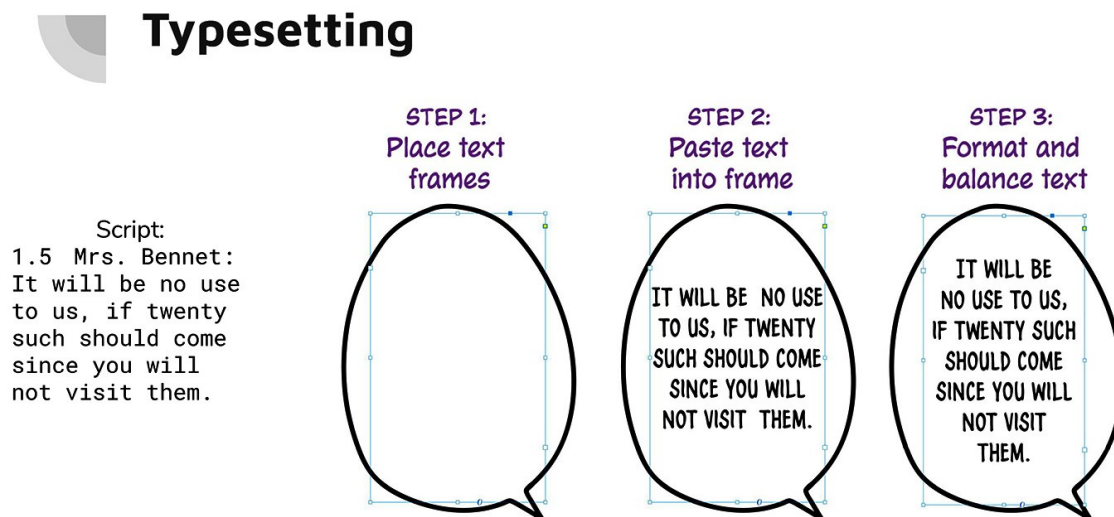 Typesetting
Script:
1.5 Mrs. Bennet:
It will be no use
to us, if twenty
such should come
since you will
not visit them.
STEP 1:
Place text
frames
STEP 2:
Paste text
into frame
IT WILL BE NO USE
TO US, IF TWENTY
SUCH SHOULD COME
SINCE YOU WILL
NOT VISIT THEM.
STEP 3:
Format and
balance text
IT WILL BE
NO USE TO US,
IF TWENTY SUCH
SHOULD COME
SINCE YOU WILL
NOT VISIT
THEM.